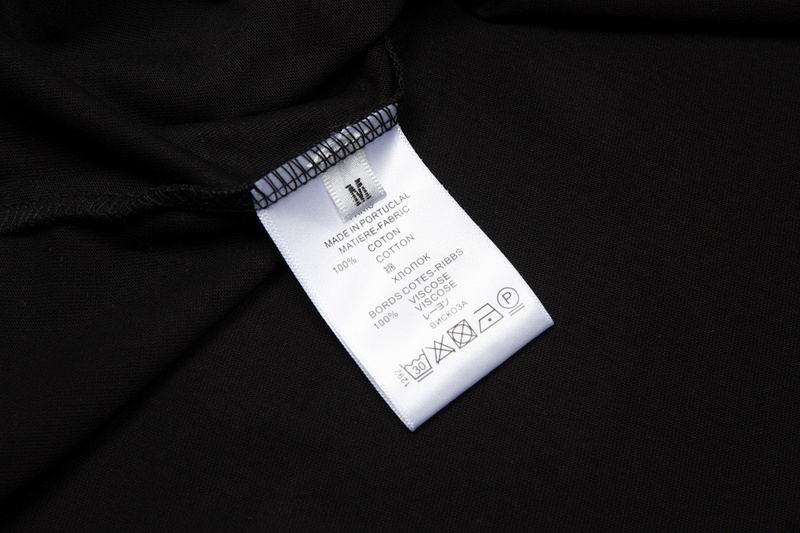 MADE IN PORTUCLAL
MATIERE-FABRIC
100% COTON
COTTON
綿
ХЛОПОК
BORDS COTES-RIBBS
100% VISCOSE
VISCOSE
レーヨン
ВИСКОЗА
30
P